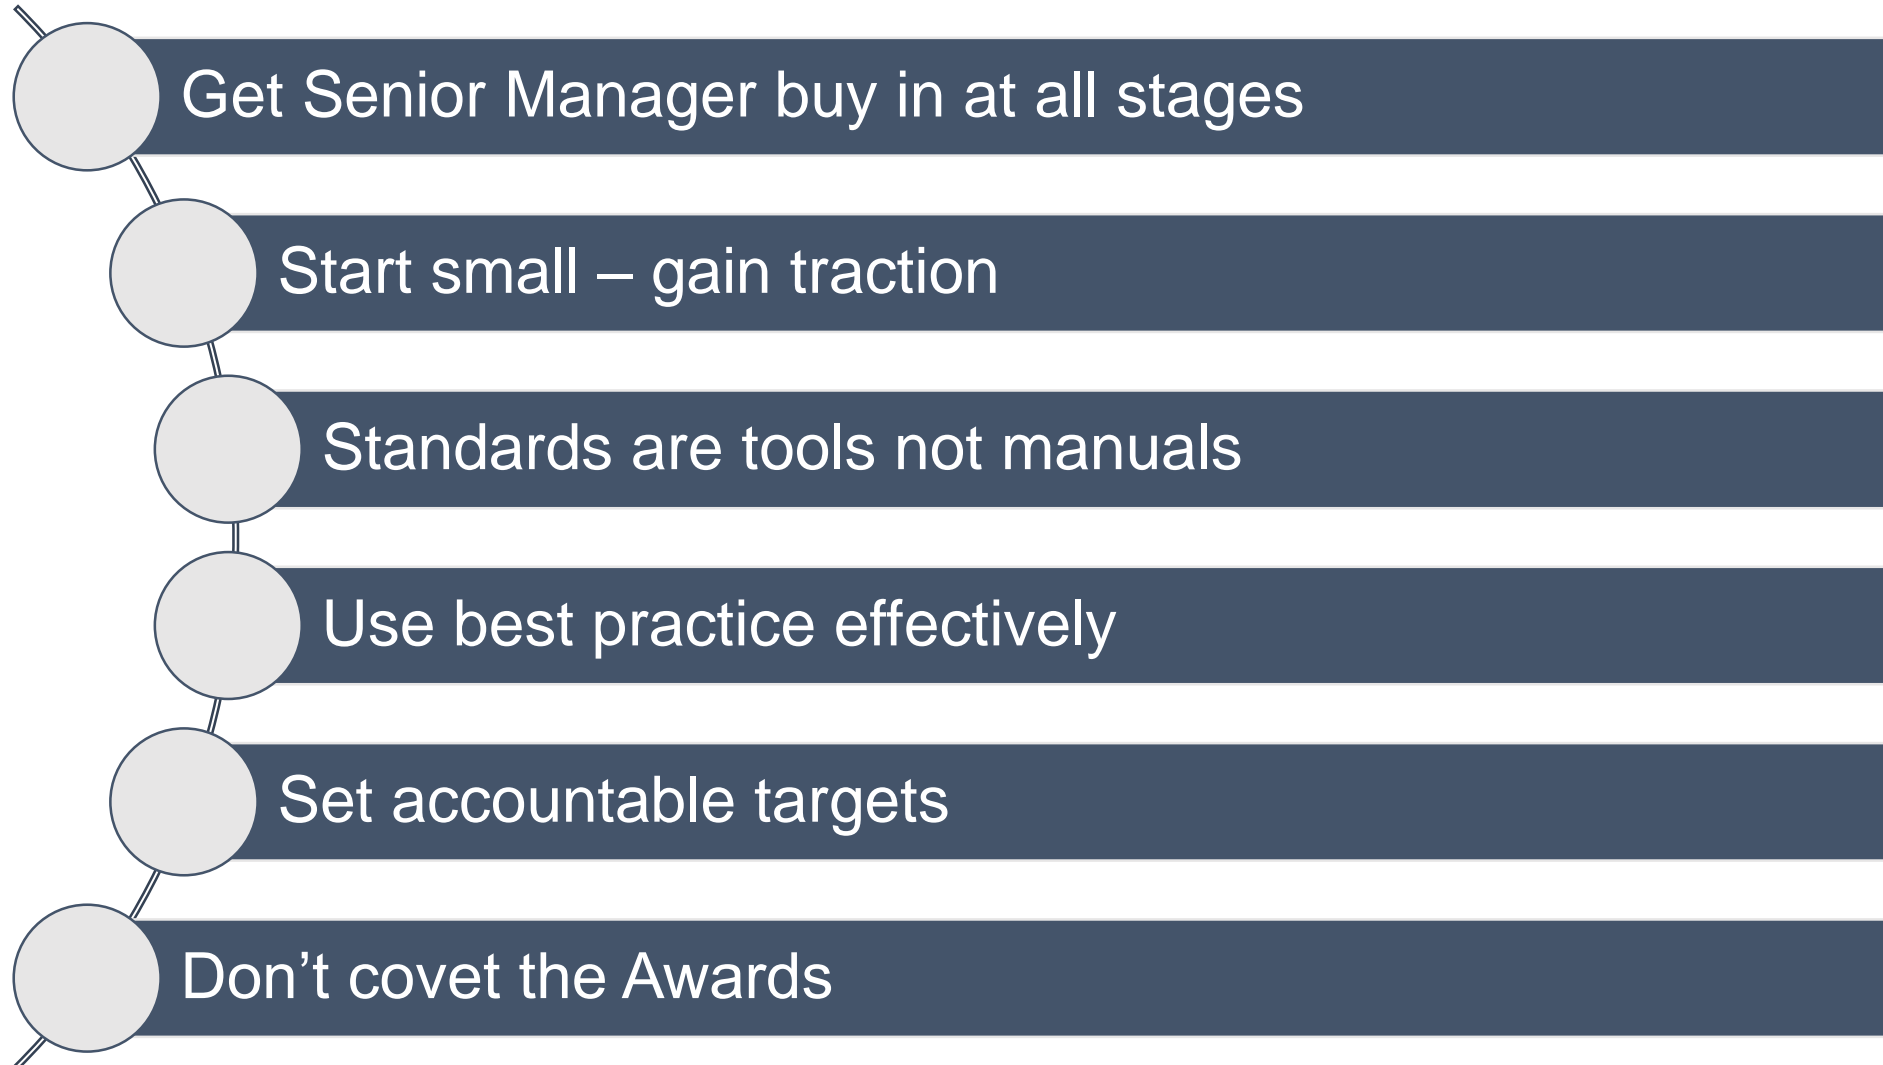 Get Senior Manager buy in at all stages
Start small – gain traction
Standards are tools not manuals
Use best practice effectively
Set accountable targets
Don’t covet the Awards